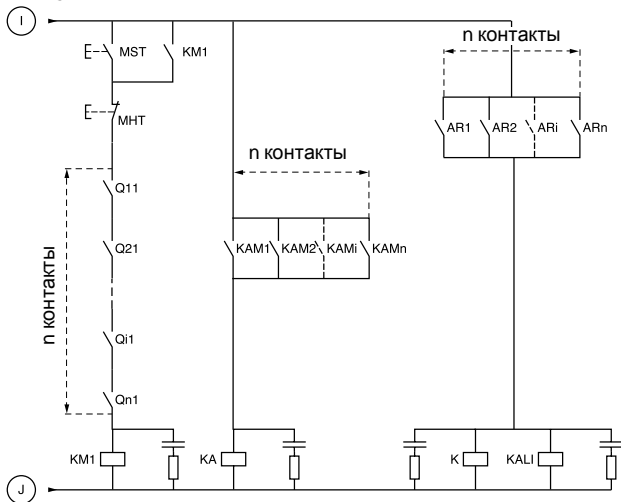 I
MST
KM1
MHT
n контакты
Q11
Q21
Qi1
Qn1
n контакты
KAM1
KAM2
KAMi
KAMn
n контакты
AR1
AR2
ARi
ARn
KM1
KA
K
KALI
J